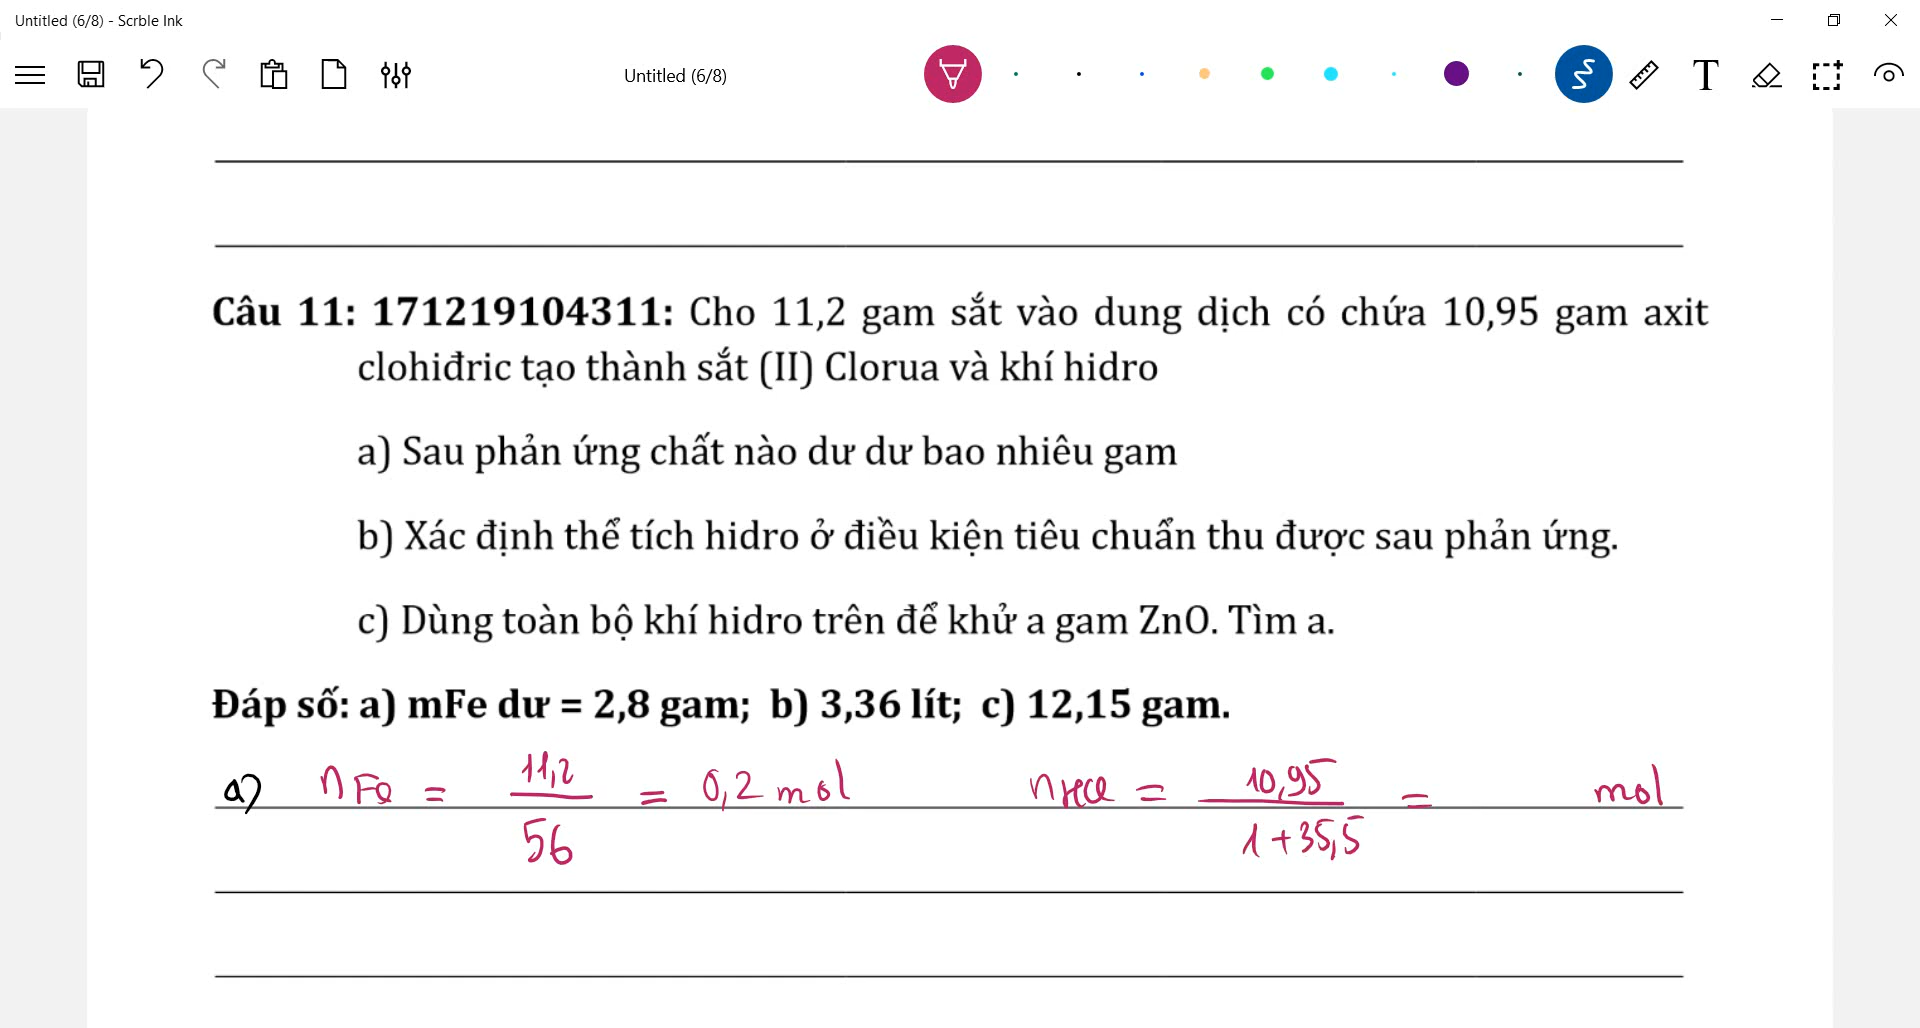 Untitled (6/8) - Scrble Ink
Untitled (6/8)
T
Câu 11: 171219104311: Cho 11,2 gam sắt vào dung dịch có chứa 10,95 gam axit
clohiđric tạo thành sắt (II) Clorua và khí hidro
a) Sau phản ứng chất nào dư dư bao nhiêu gam
b) Xác định thể tích hidro ở điều kiện tiêu chuẩn thu được sau phản ứng.
c) Dùng toàn bộ khí hidro trên để khử a gam ZnO. Tìm a.
Đáp số: a) mFe dư = 2,8 gam; b) 3,36 lít; c) 12,15 gam.
a) nFe = 11,2 / 56 = 0,2 mol nHCl = 10,95 / 1+35,5 = mol